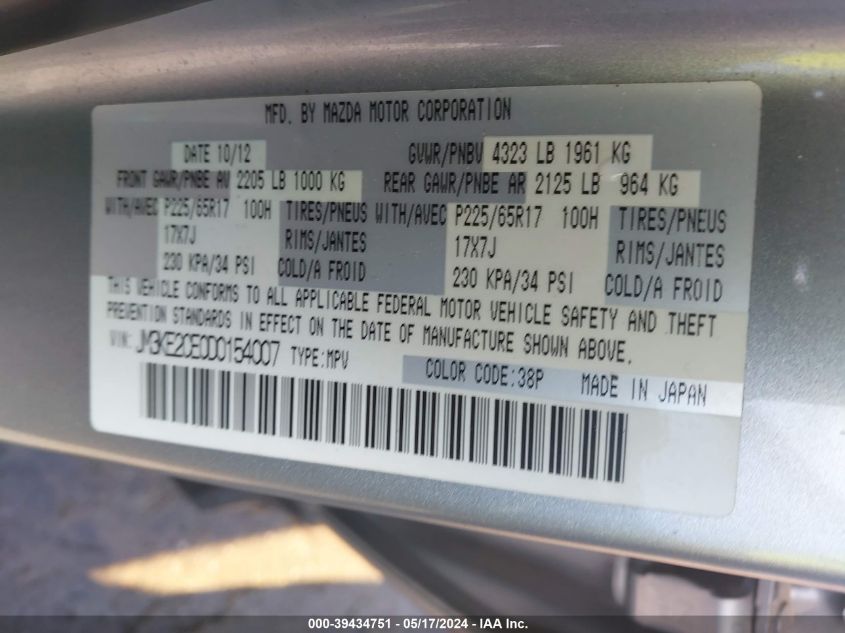 MFD. BY MAZDA MOTOR CORPORATION
DATE 10/12 GVWR/PNBV 4323 LB 1961 KG
FRONT GAWR/PNBE AV 2205 LB 1000 KG REAR GAWR/PNBE AR 2125 LB 964 KG
WITH/AVEC P225/65R17 100H TIRES/PNEUS WITH/AVEC P225/65R17 100H TIRES/PNEUS
17X7J RIMS/JANTES 17X7J RIMS/JANTES
230 KPA/34 PSI COLD/A FROID 230 KPA/34 PSI COLD/A FROID
THIS VEHICLE CONFORMS TO ALL APPLICABLE FEDERAL MOTOR VEHICLE SAFETY AND THEFT
PREVENTION STANDARDS IN EFFECT ON THE DATE OF MANUFACTURE SHOWN ABOVE.
VIN: JM3KE2CE0D0154007 TYPE:MPV
COLOR CODE:38P MADE IN JAPAN
000-39434751 — 05/17/2024 — IAA Inc.